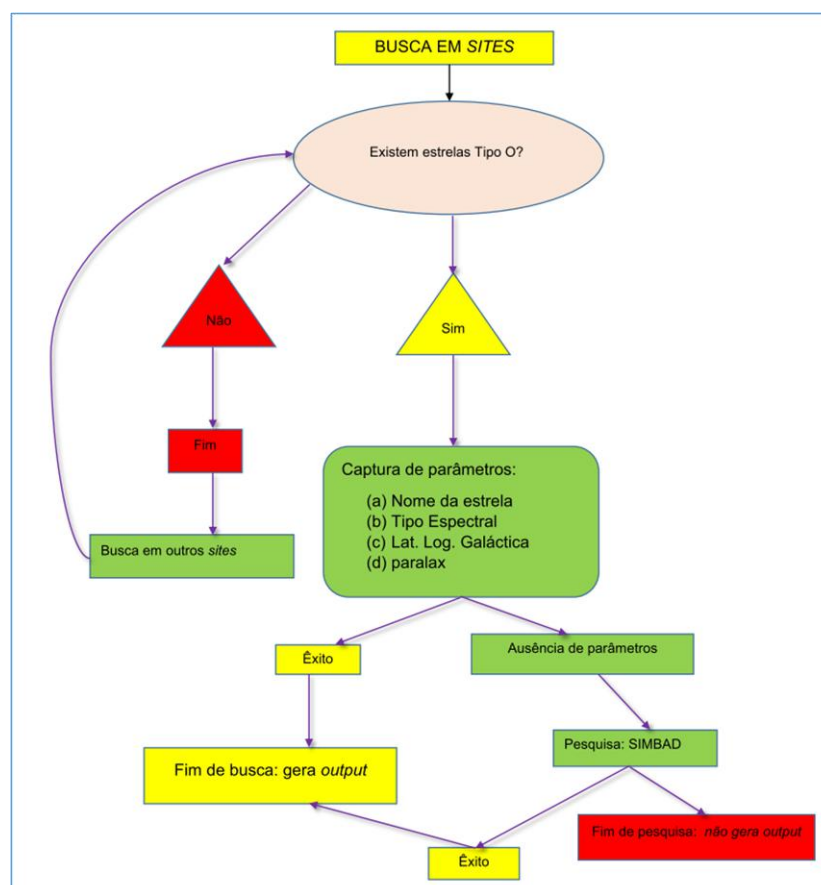 BUSCA EM SITES
Existem estrelas Tipo O?
Não
Sim
Fim
Busca em outros sites
Captura de parâmetros:
(a) Nome da estrela
(b) Tipo Espectral
(c) Lat. Log. Galáctica
(d) paralax
Êxito
Ausência de parâmetros
Fim de busca: gera output
Pesquisa: SIMBAD
Fim de pesquisa: não gera output
Êxito